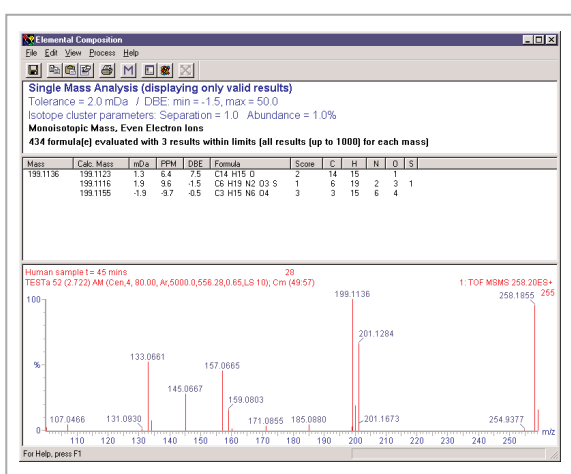 Elemental Composition
File Edit View Process Help
M
Single Mass Analysis (displaying only valid results)
Tolerance = 2.0 mDa / DBE: min = -1.5, max = 50.0
Isotope cluster parameters: Separation = 1.0 Abundance = 1.0%
Monoisotopic Mass, Even Electron Ions
434 formula(e) evaluated with 3 results within limits (all results (up to 1000) for each mass)
Mass Calc. Mass mDa PPM DBE Formula Score C H N O S
199.1136 199.1123 1.3 6.4 7.5 C14 H15 O 2 14 15 1
199.1116 1.9 9.6 -1.5 C6 H19 N2 O3 S 1 6 19 2 3 1
199.1155 -1.9 -9.7 -0.5 C3 H15 N6 O4 3 3 15 6 4
Human sample t = 45 mins 28
TESTa 52 (2.722) AM (Cen,4, 80.00, Ar,5000.0,556.28,0.65,LS 10); Cm (49:57) 1: TOF MSMS 258.20ES+
199.1136 258.1855 255
100
201.1284
133.0661
157.0665
%
145.0667
159.0803
107.0466 131.0930 171.0855 185.0880 201.1673 254.9377
0
m/z
110 120 130 140 150 160 170 180 190 200 210 220 230 240 250
For Help, press F1